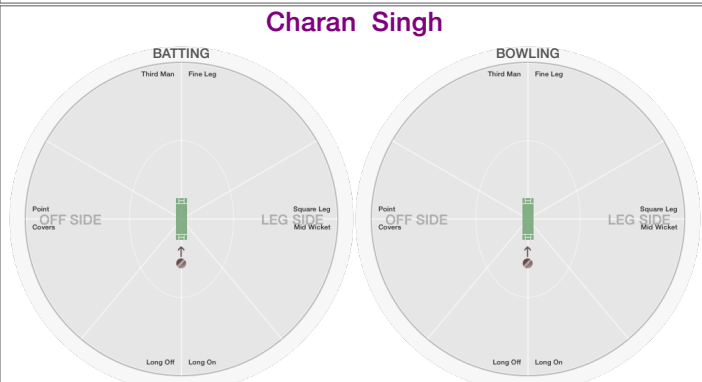 Charan Singh
BATTING
Third Man Fine Leg
Point Square Leg
OFF SIDE LEG SIDE
Covers Mid Wicket
Long Off Long On
BOWLING
Third Man Fine Leg
Point Square Leg
OFF SIDE LEG SIDE
Covers Mid Wicket
Long Off Long On